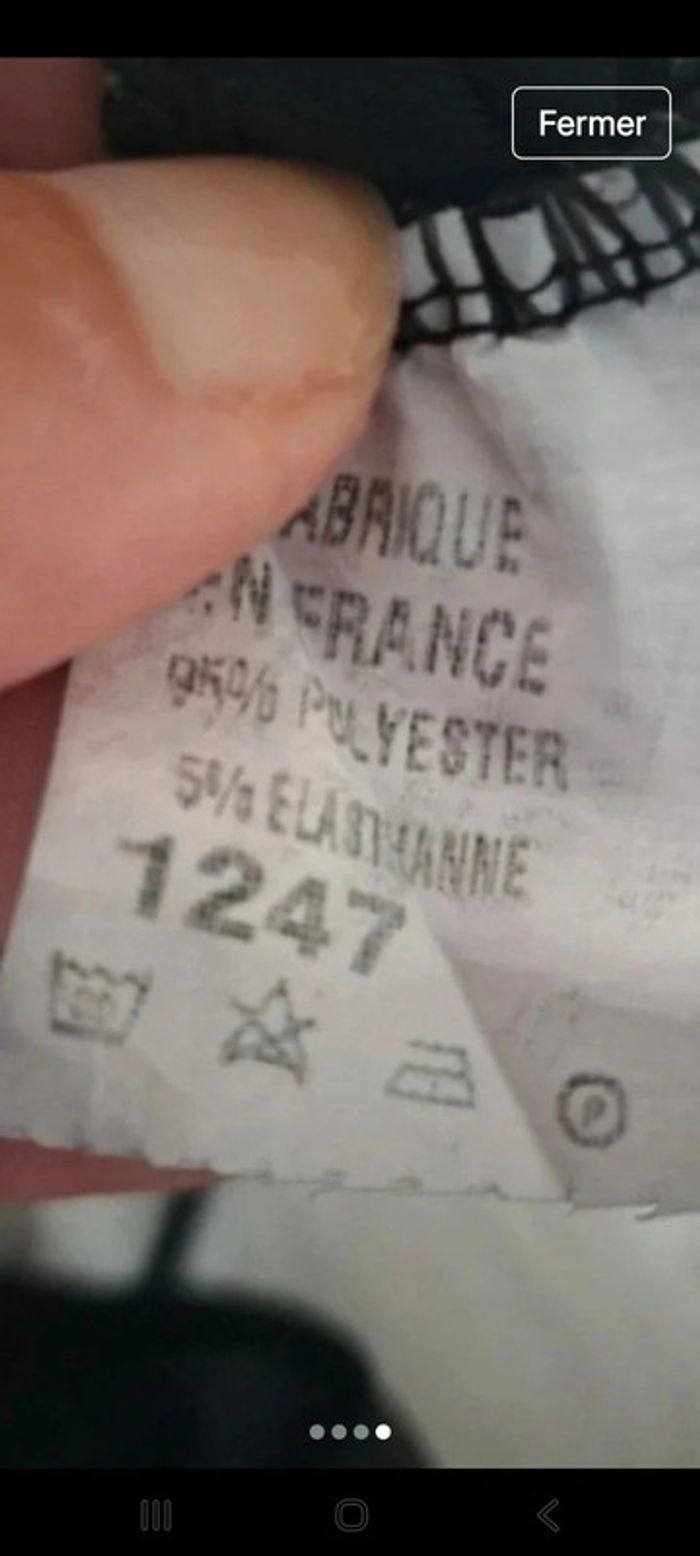 Fermer
FABRIQUE
EN FRANCE
95% POLYESTER
5% ELASTHANNE
1247
P